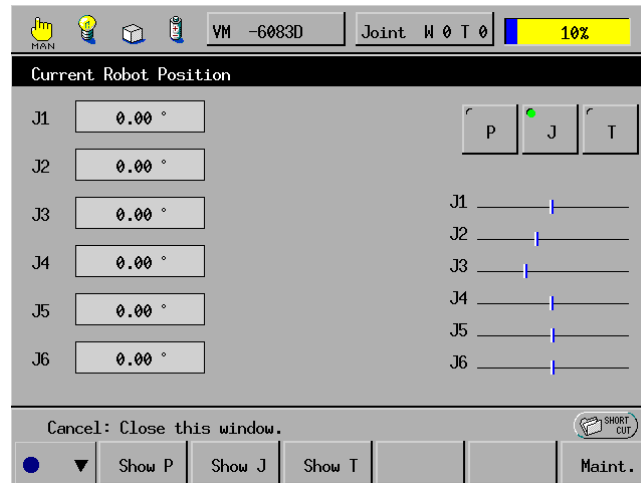 MAN
VM -6083D
Joint W 0 T 0
10%
Current Robot Position
J1 0.00 °
J2 0.00 °
J3 0.00 °
J4 0.00 °
J5 0.00 °
J6 0.00 °
P J T
J1
J2
J3
J4
J5
J6
Cancel: Close this window.
SHORT
CUT
Show P Show J Show T Maint.